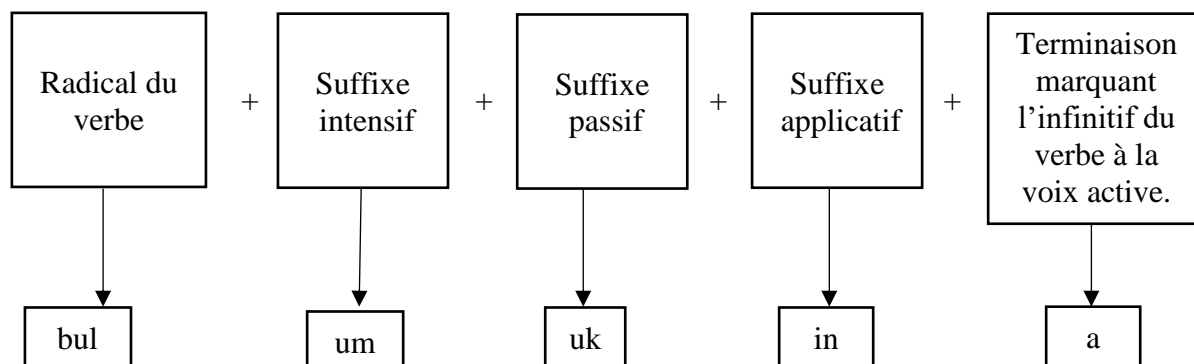 Radical du
verbe
+
Suffixe
intensif
+
Suffixe
passif
+
Suffixe
applicatif
+
Terminaison
marquant
l’infinitif du
verbe à la
voix active.
bul
um
uk
in
a